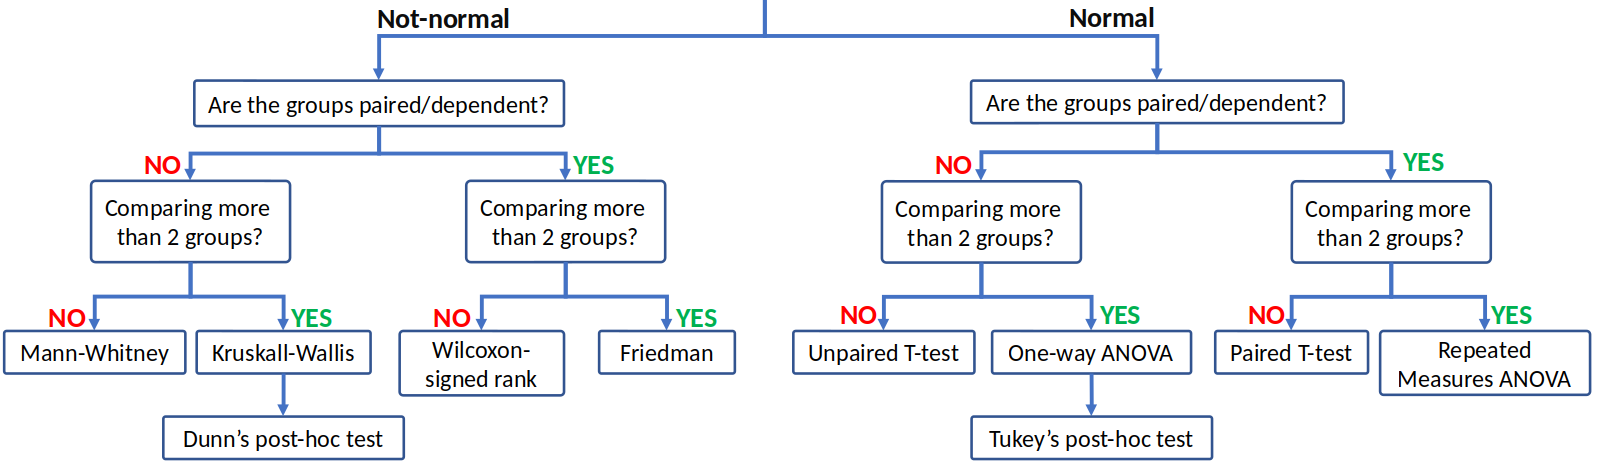 Not-normal
Normal
Are the groups paired/dependent?
Are the groups paired/dependent?
NO
YES
NO
YES
Comparing more
than 2 groups?
Comparing more
than 2 groups?
Comparing more
than 2 groups?
Comparing more
than 2 groups?
NO
YES
NO
YES
NO
YES
NO
YES
Mann-Whitney
Kruskall-Wallis
Wilcoxon-
signed rank
Friedman
Unpaired T-test
One-way ANOVA
Paired T-test
Repeated
Measures ANOVA
Dunn’s post-hoc test
Tukey’s post-hoc test